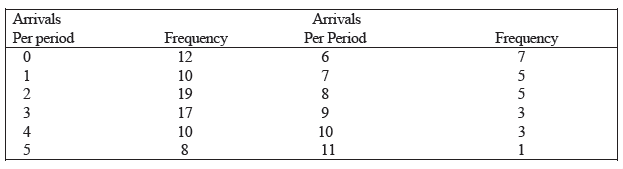 Arrivals Arrivals
Per period Frequency Per Period Frequency
0 12 6 7
1 10 7 5
2 19 8 5
3 17 9 3
4 10 10 3
5 8 11 1